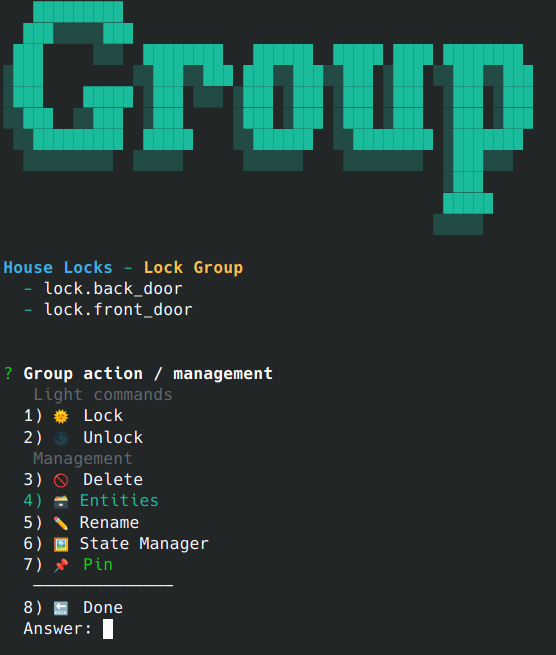 Group
House Locks - Lock Group
- lock.back_door
- lock.front_door
? Group action / management
Light commands
1) 🌞 Lock
2) 🌑 Unlock
Management
3) 🚫 Delete
4) 🗃️ Entities
5) ✏️ Rename
6) 🖼️ State Manager
7) 📌 Pin
──────────────
8) 🔙 Done
Answer: